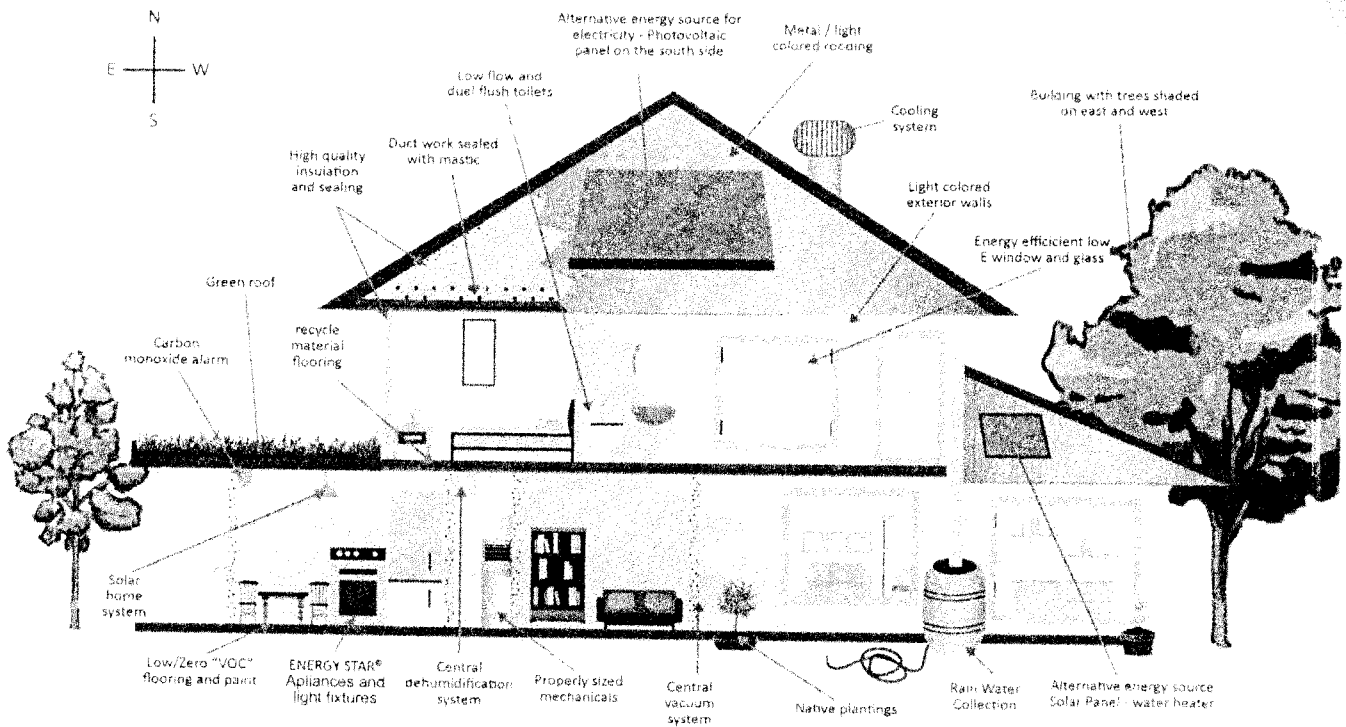 N
E W
S
Alternative energy source for
electricity - Photovoltaic
panel on the south side
Metal / light
colored roofing
Low flow and
duel flush toilets
Cooling
system
Building with trees shaded
on east and west
High quality
insulation
and sealing
Duct work sealed
with mastic
Light colored
exterior walls
Energy efficicient low
E window and glass
Green roof
recycle
material
flooring
Carbon
monoxide alarm
Solar
home
system
Low/Zero "VOC"
flooring and paint
ENERGY STAR®
Apliances and
light fixtures
Central
dehumidification
system
Properly sized
mechanicals
Central
vacuum
system
Native plantings
Rain Water
Collection
Alternative energy source
Solar Panel - water heater